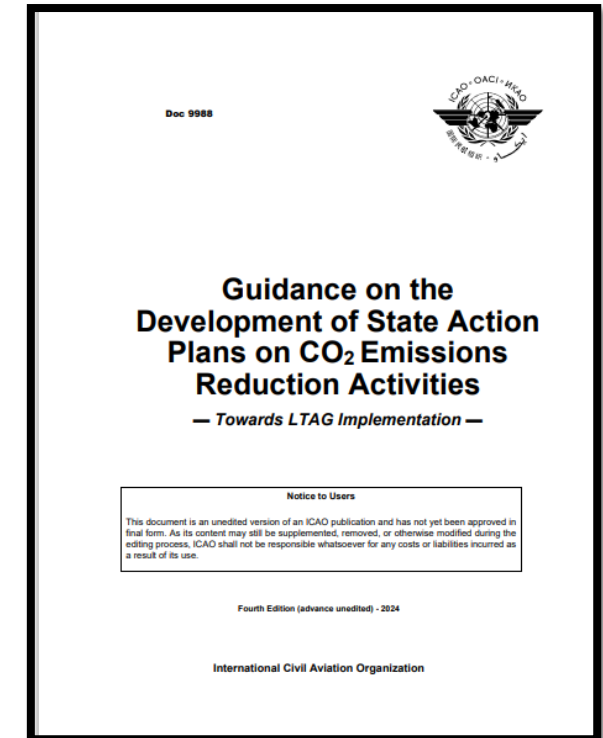 Doc 9988
ICAO · OACI · ИКАО
Guidance on the
Development of State Action
Plans on CO₂ Emissions
Reduction Activities
— Towards LTAG Implementation —
Notice to Users
This document is an unedited version of an ICAO publication and has not yet been approved in
final form. As its content may still be supplemented, removed, or otherwise modified during the
editing process, ICAO shall not be responsible whatsoever for any costs or liabilities incurred as
a result of its use.
Fourth Edition (advance unedited) - 2024
International Civil Aviation Organization